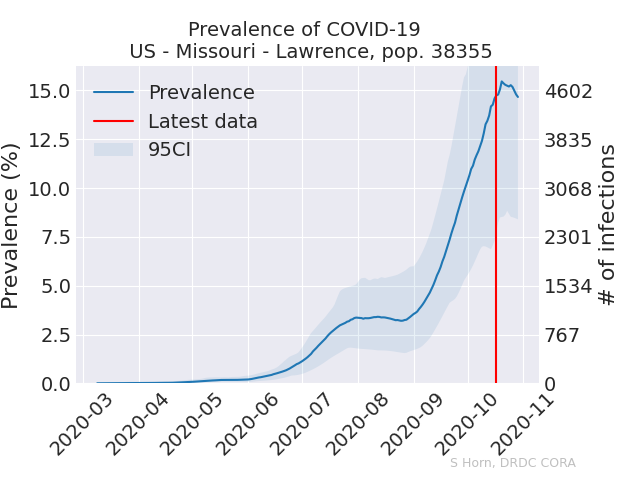 Prevalence of COVID-19
US - Missouri - Lawrence, pop. 38355
Prevalence
Latest data
95CI
Prevalence (%)
15.0
12.5
10.0
7.5
5.0
2.5
0.0
4602
3835
3068
2301
1534
767
0
# of infections
2020-03
2020-04
2020-05
2020-06
2020-07
2020-08
2020-09
2020-10
2020-11
S Horn, DRDC CORA